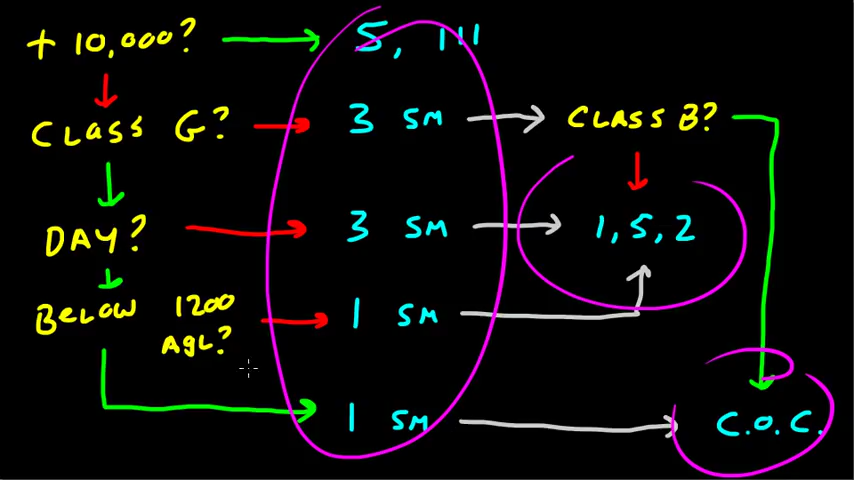 + 10,000? 5, 111
CLASS G? 3 SM CLASS B?
DAY? 3 SM 1, 5, 2
BELOW 1200 1 SM
AGL?
1 SM C.O.C.